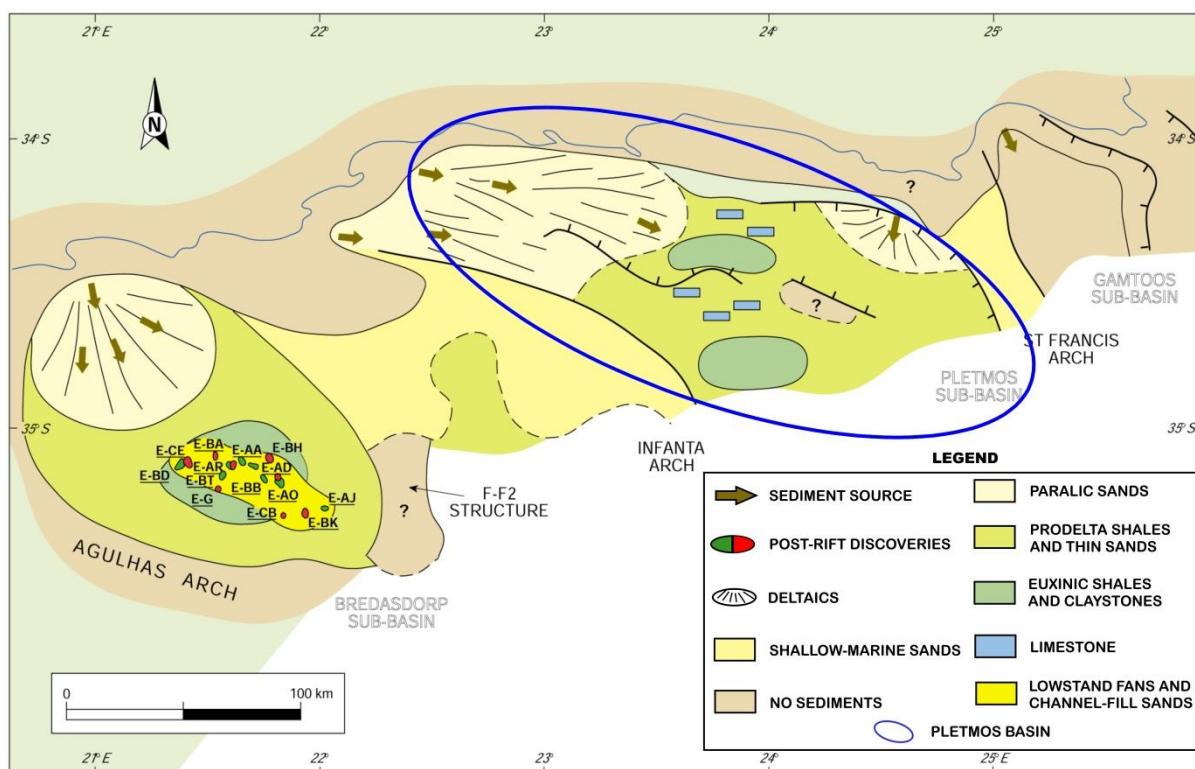 21° E
22°
23°
24°
25°
N
34° S
34° S
?
GAMTOOS
SUB-BASIN
?
ST FRANCIS
ARCH
PLETMOS
SUB-BASIN
35° S
35° S
INFANTA
ARCH
E-BA
E-AA
E-BH
E-CE
E-AR
E-AD
E-BD
E-BT
E-BB
E-AO
E-AJ
E-G
E-CB
E-BK
?
F-F2
STRUCTURE
AGULHAS ARCH
BREDASDORP
SUB-BASIN
LEGEND
SEDIMENT SOURCE
POST-RIFT DISCOVERIES
DELTAICS
SHALLOW-MARINE SANDS
NO SEDIMENTS
PARALIC SANDS
PRODELTA SHALES
AND THIN SANDS
EUXINIC SHALES
AND CLAYSTONES
LIMESTONE
LOWSTAND FANS AND
CHANNEL-FILL SANDS
PLETMOS BASIN
0
100 km
21° E
22°
23°
24°
25° E